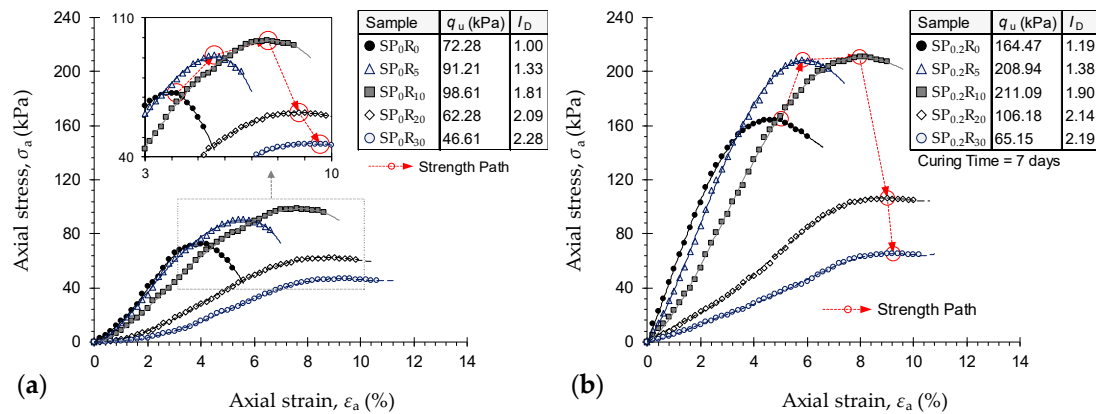 Axial stress, σa (kPa)
240
200
160
120
80
40
0
0 2 4 6 8 10 12 14
Axial strain, εa (%)
(a)
110
40
3 10
Sample qu (kPa) ID
SP0R0 72.28 1.00
SP0R5 91.21 1.33
SP0R10 98.61 1.81
SP0R20 62.28 2.09
SP0R30 46.61 2.28
Strength Path
Axial stress, σa (kPa)
240
200
160
120
80
40
0
0 2 4 6 8 10 12 14
Axial strain, εa (%)
(b)
Sample qu (kPa) ID
SP0.2R0 164.47 1.19
SP0.2R5 208.94 1.38
SP0.2R10 211.09 1.90
SP0.2R20 106.18 2.14
SP0.2R30 65.15 2.19
Curing Time = 7 days
Strength Path